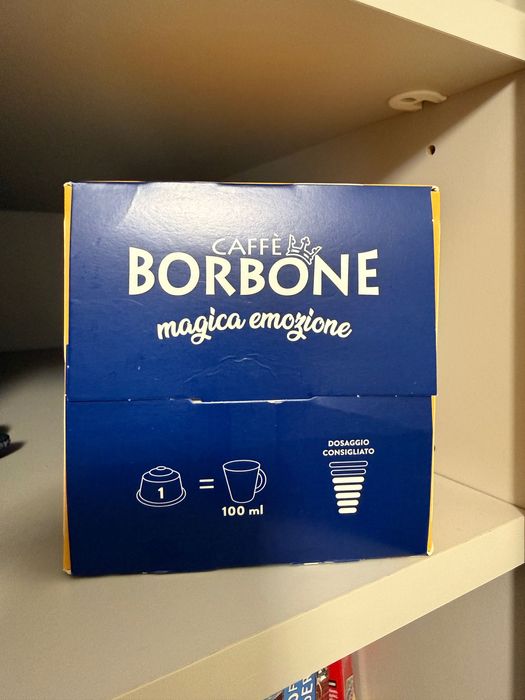 CAFFÈ
BORBONE
magica emozione
DOSAGGIO
CONSIGLIATO
1 =
100 ml